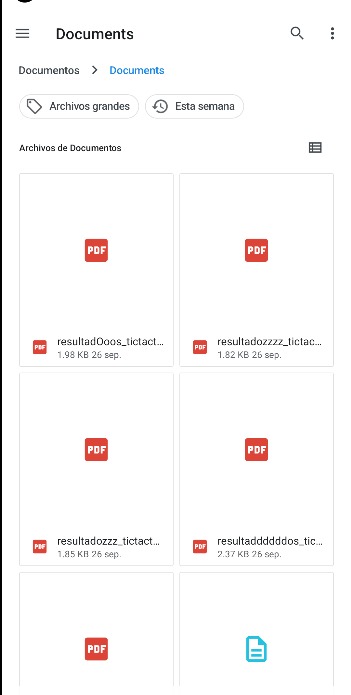 Documents
Documentos > Documents
Archivos grandes
Esta semana
Archivos de Documentos
PDF
PDF
PDF resultadOoos_tictact...
1.98 KB 26 sep.
PDF resultadozzzz_tictac...
1.82 KB 26 sep.
PDF
PDF
PDF resultadozzz_tictact...
1.85 KB 26 sep.
PDF resultaddddddos_tic...
2.37 KB 26 sep.
PDF